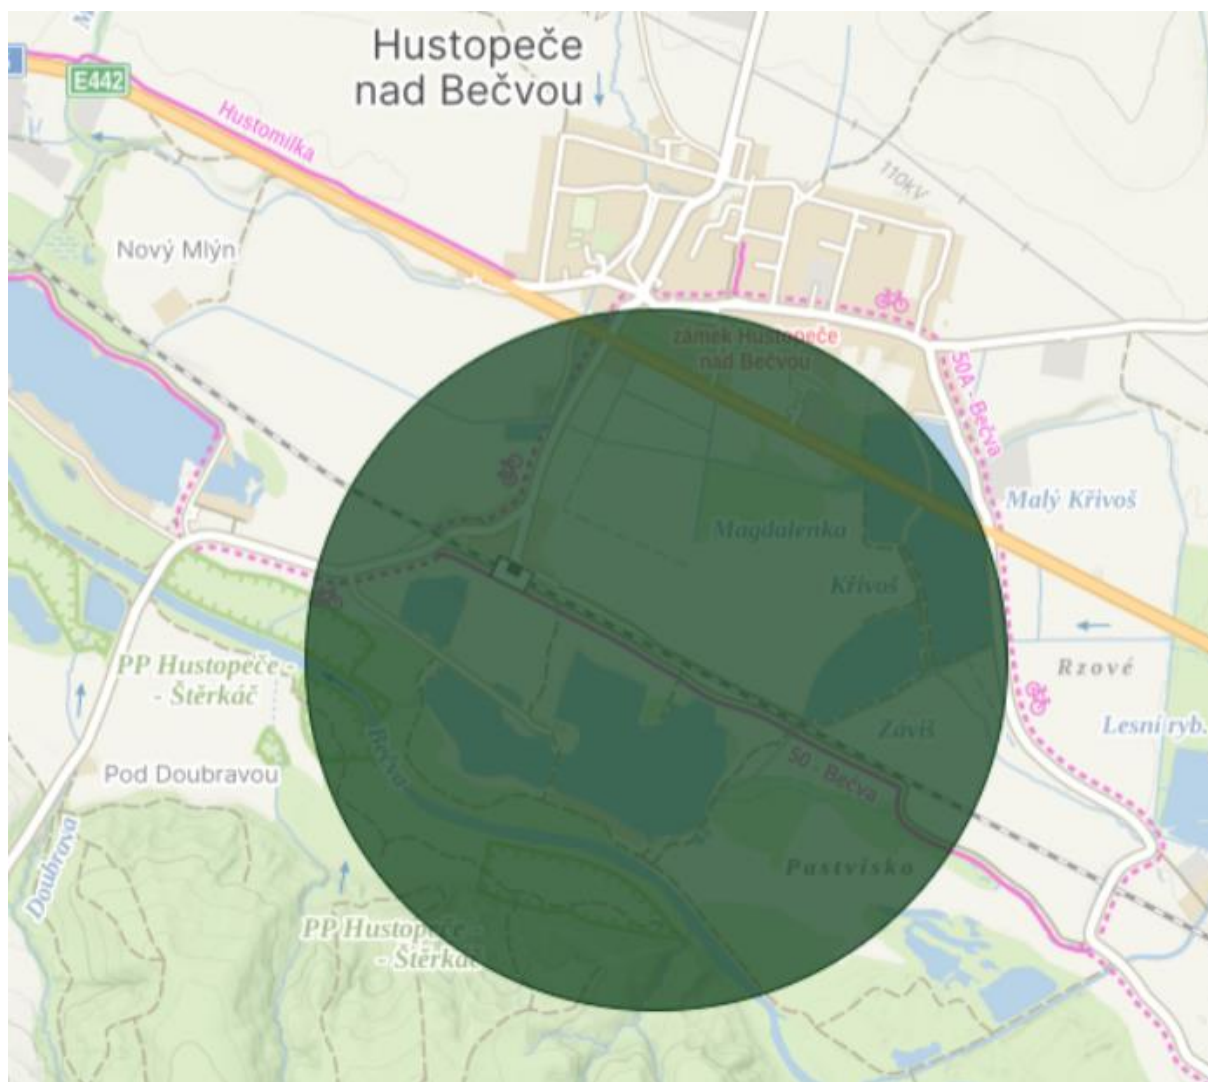 Hustopeče
nad Bečvou
E442
Hustomilka
110kV
Nový Mlýn
zámek Hustopeče
nad Bečvou
50A - Bečva
Malý Křivoš
Magdalenka
Křivoš
Rzové
PP Hustopeče -
- Štěrkáč
Záviš
Lesní ryb.
Bečva
50 - Bečva
Pod Doubravou
Doubrava
Pastvisko
PP Hustopeče -
- Štěrkáč